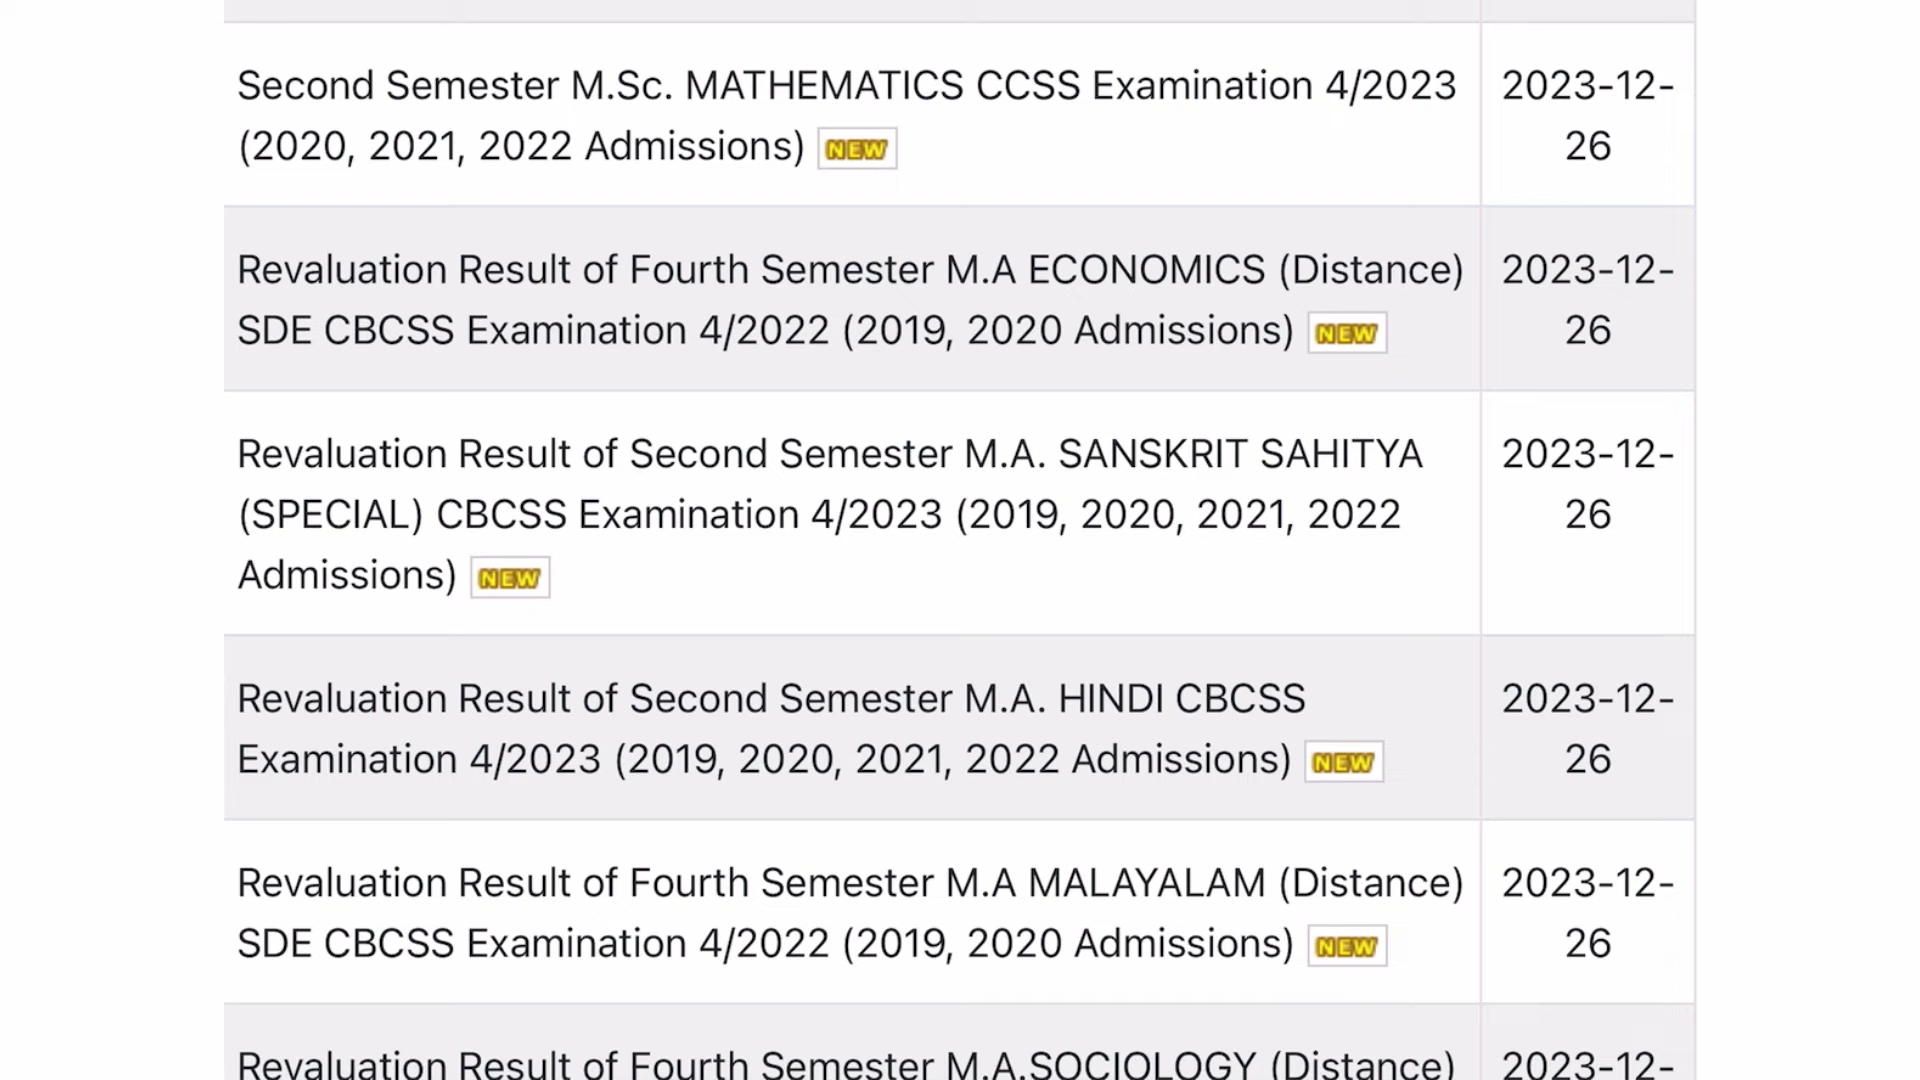 Second Semester M.Sc. MATHEMATICS CCSS Examination 4/2023 2023-12-
(2020, 2021, 2022 Admissions) NEW 26
Revaluation Result of Fourth Semester M.A ECONOMICS (Distance) 2023-12-
SDE CBCSS Examination 4/2022 (2019, 2020 Admissions) NEW 26
Revaluation Result of Second Semester M.A. SANSKRIT SAHITYA 2023-12-
(SPECIAL) CBCSS Examination 4/2023 (2019, 2020, 2021, 2022 26
Admissions) NEW
Revaluation Result of Second Semester M.A. HINDI CBCSS 2023-12-
Examination 4/2023 (2019, 2020, 2021, 2022 Admissions) NEW 26
Revaluation Result of Fourth Semester M.A MALAYALAM (Distance) 2023-12-
SDE CBCSS Examination 4/2022 (2019, 2020 Admissions) NEW 26
Revaluation Result of Fourth Semester M.A.SOCIOLOGY (Distance) 2023-12-